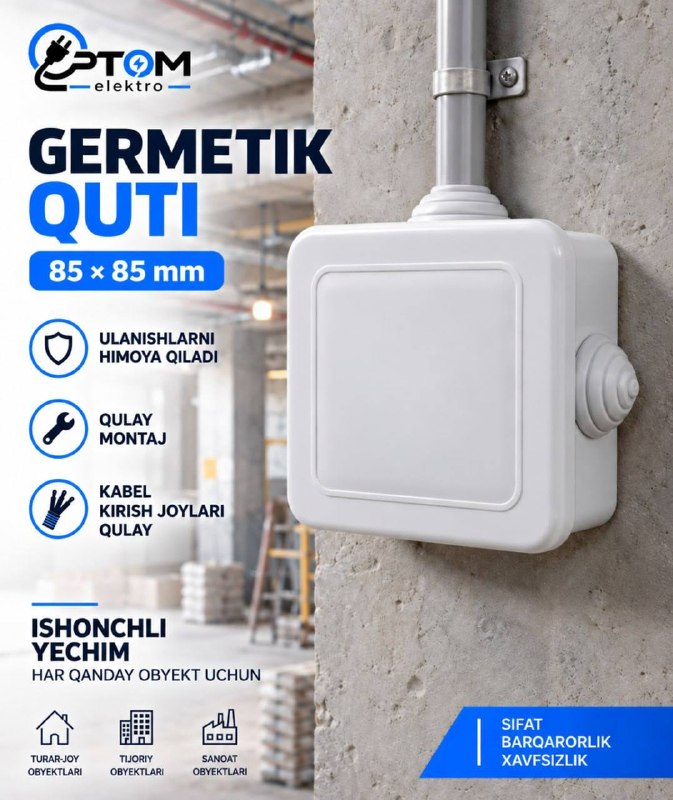 OPTOM
elektro
GERMETIK
QUTI
85 × 85 mm
ULANISHLARNI
HIMOYA QILADI
QULAY
MONTAJ
KABEL
KIRISH JOYLARI
QULAY
ISHONCHLI
YECHIM
HAR QANDAY OBYEKT UCHUN
TURAR-JOY
OBYEKTLARI
TIJORIY
OBYEKTLARI
SANOAT
OBYEKTLARI
SIFAT
BARQARORLIK
XAVFSIZLIK